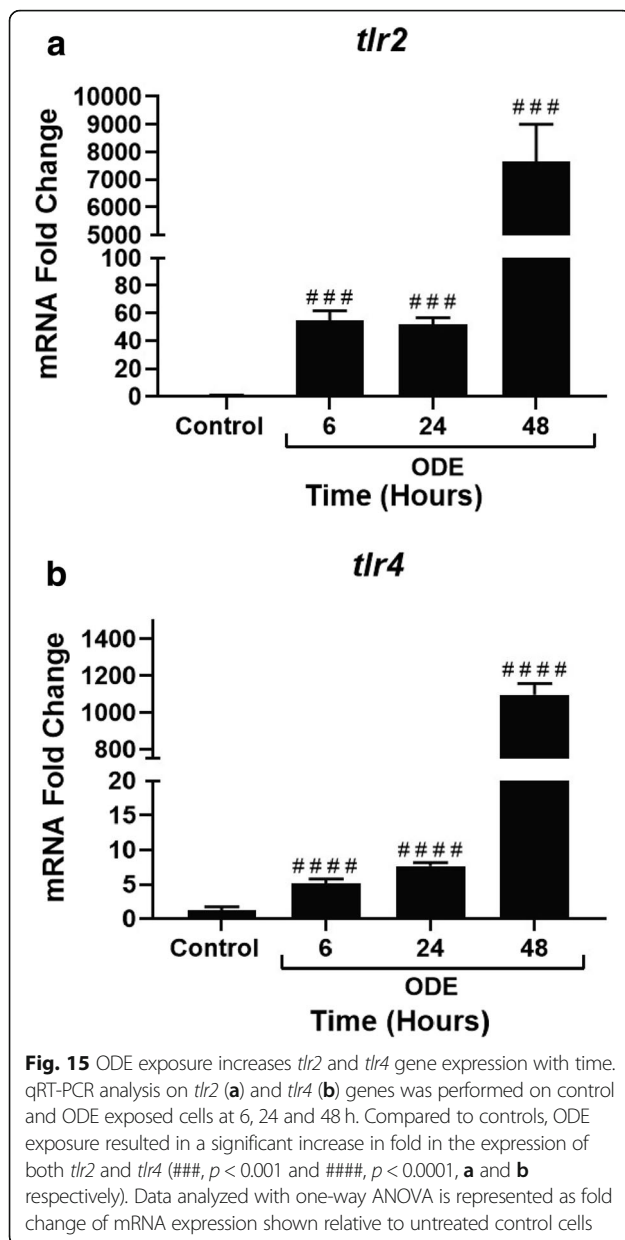 a
tlr2
10000
9000
8000
7000
6000
5000
100
80
60
40
20
0
mRNA Fold Change
###
###
###
Control 6 24 48
ODE
Time (Hours)
b
tlr4
1400
1200
1000
800
20
15
10
5
0
mRNA Fold Change
####
####
####
Control 6 24 48
ODE
Time (Hours)
Fig. 15 ODE exposure increases tlr2 and tlr4 gene expression with time.
qRT-PCR analysis on tlr2 (a) and tlr4 (b) genes was performed on control
and ODE exposed cells at 6, 24 and 48 h. Compared to controls, ODE
exposure resulted in a significant increase in fold in the expression of
both tlr2 and tlr4 (###, p < 0.001 and ####, p < 0.0001, a and b
respectively). Data analyzed with one-way ANOVA is represented as fold
change of mRNA expression shown relative to untreated control cells